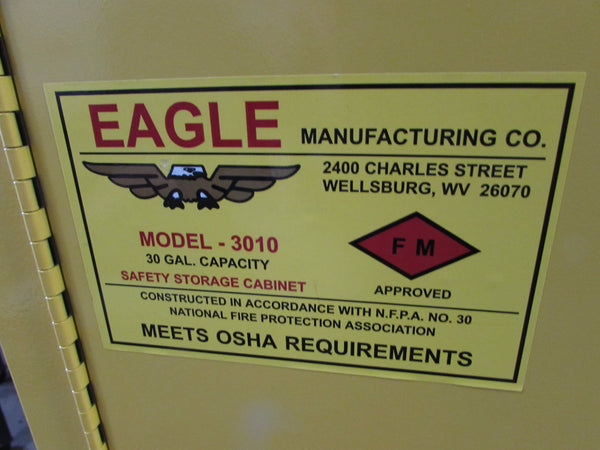 EAGLE MANUFACTURING CO.
2400 CHARLES STREET
WELLSBURG, WV 26070
MODEL - 3010
30 GAL. CAPACITY
SAFETY STORAGE CABINET
F M
APPROVED
CONSTRUCTED IN ACCORDANCE WITH N.F.P.A. NO. 30
NATIONAL FIRE PROTECTION ASSOCIATION
MEETS OSHA REQUIREMENTS